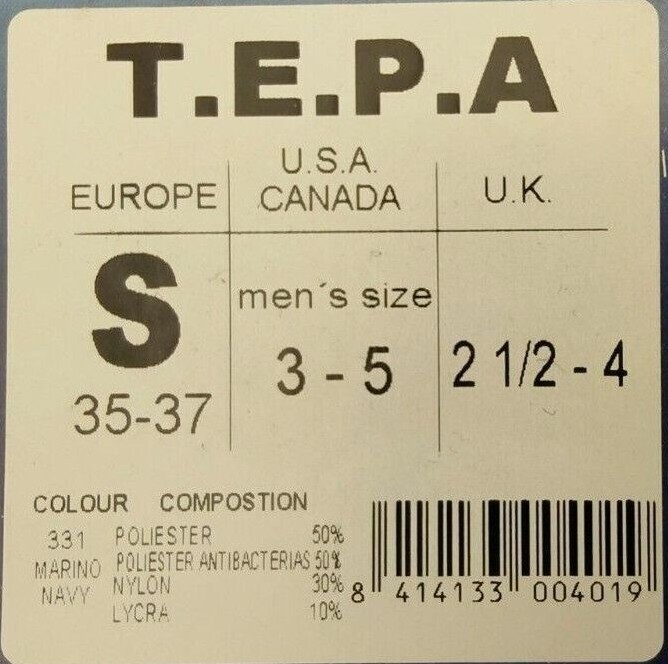 T.E.P.A
EUROPE
U.S.A.
CANADA
U.K.
S
35-37
men´s size
3 - 5
2 1/2 - 4
COLOUR COMPOSTION
331 POLIESTER 50%
MARINO POLIESTER ANTIBACTERIAS 50%
NAVY NYLON 30%
LYCRA 10%
8 414133 004019